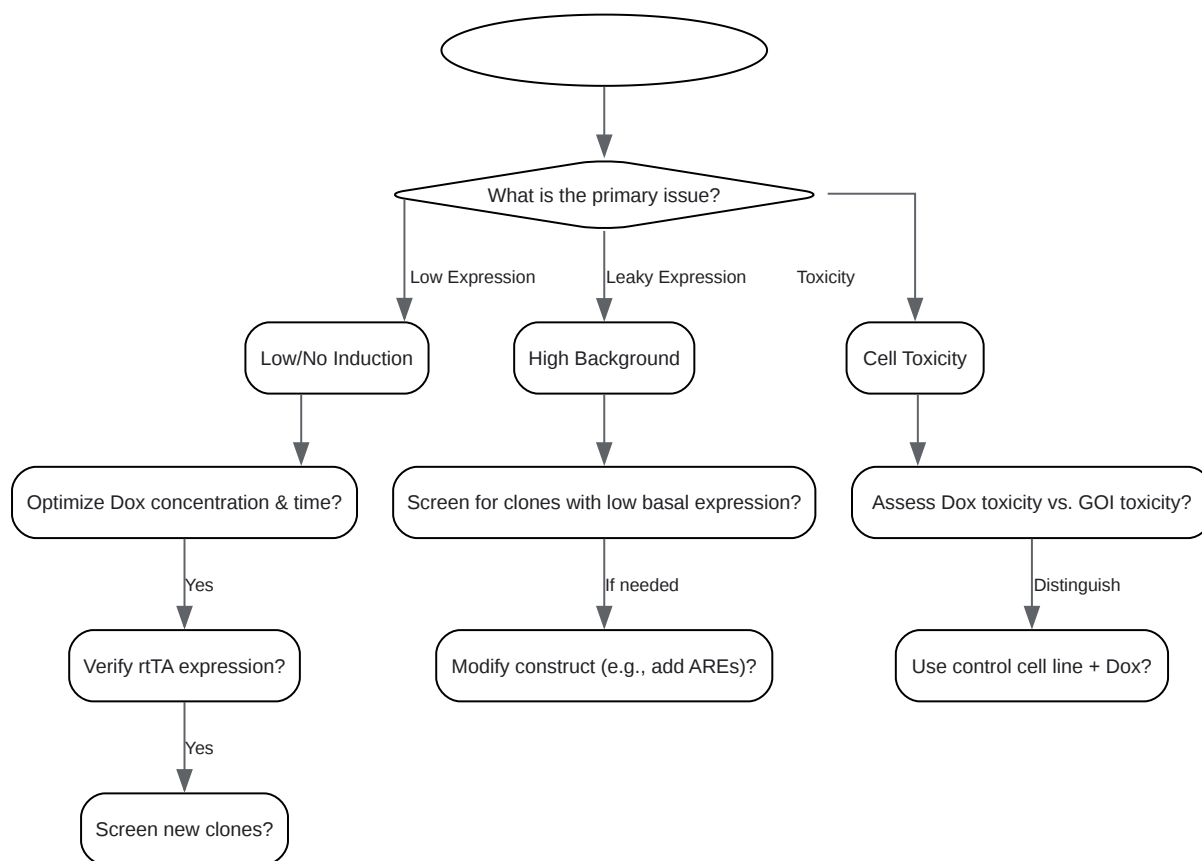 What is the primary issue?
Low Expression
Leaky Expression
Toxicity
Low/No Induction
High Background
Cell Toxicity
Optimize Dox concentration & time?
Screen for clones with low basal expression?
Assess Dox toxicity vs. GOI toxicity?
Yes
If needed
Distinguish
Verify rtTA expression?
Modify construct (e.g., add AREs)?
Use control cell line + Dox?
Yes
Screen new clones?